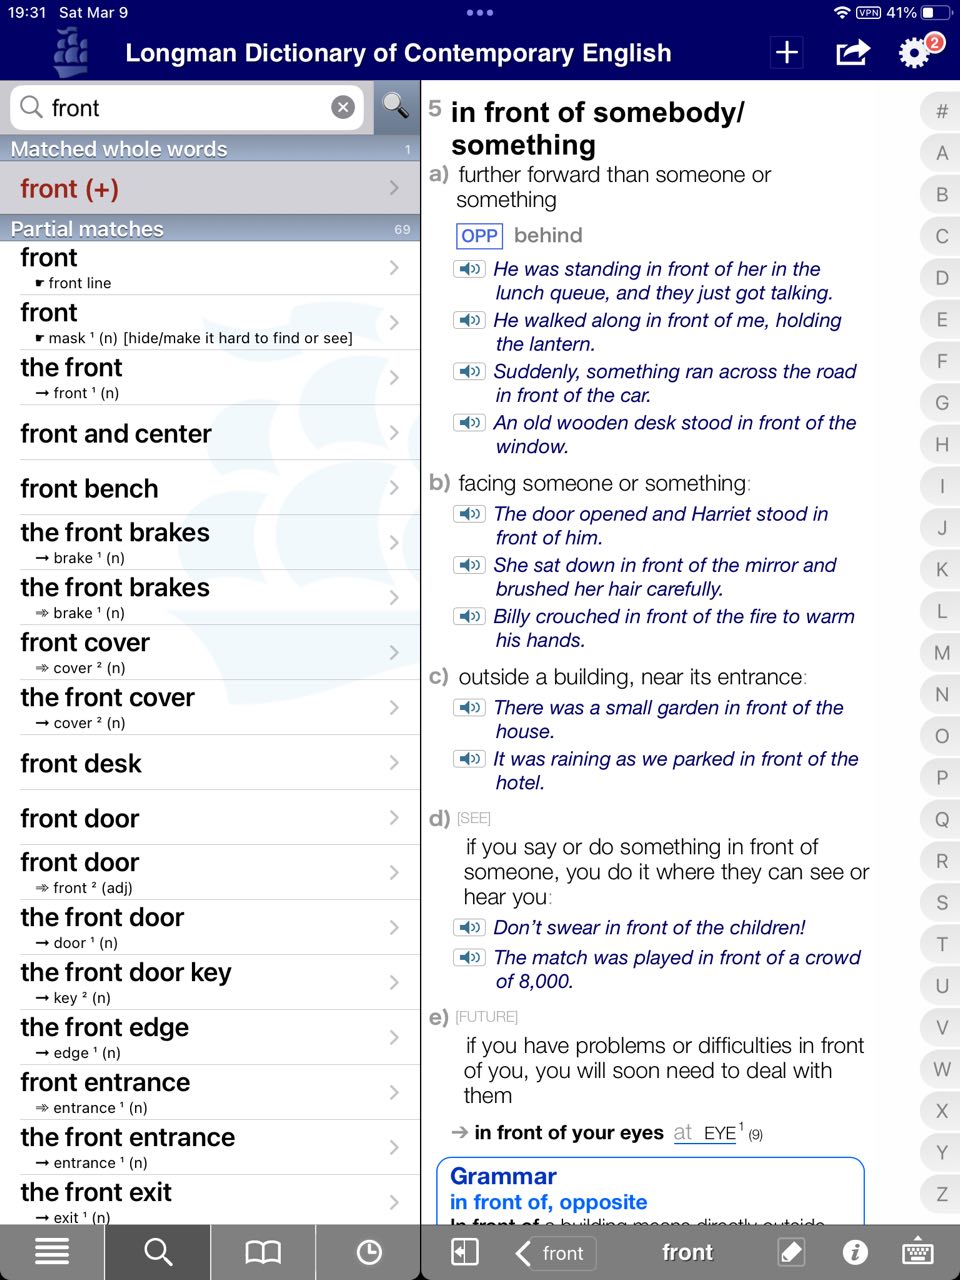 19:31 Sat Mar 9
VPN 41%
Longman Dictionary of Contemporary English
2
front
Matched whole words 1
front (+)
Partial matches 69
front
☛ front line
front
☛ mask ¹ (n) [hide/make it hard to find or see]
the front
→ front ¹ (n)
front and center
front bench
the front brakes
→ brake ¹ (n)
the front brakes
⇒ brake ¹ (n)
front cover
⇒ cover ² (n)
the front cover
→ cover ² (n)
front desk
front door
front door
⇒ front ² (adj)
the front door
→ door ¹ (n)
the front door key
→ key ² (n)
the front edge
→ edge ¹ (n)
front entrance
⇒ entrance ¹ (n)
the front entrance
→ entrance ¹ (n)
the front exit
→ exit ¹ (n)
5 in front of somebody/
something
a) further forward than someone or
something
OPP behind
He was standing in front of her in the
lunch queue, and they just got talking.
He walked along in front of me, holding
the lantern.
Suddenly, something ran across the road
in front of the car.
An old wooden desk stood in front of the
window.
b) facing someone or something:
The door opened and Harriet stood in
front of him.
She sat down in front of the mirror and
brushed her hair carefully.
Billy crouched in front of the fire to warm
his hands.
c) outside a building, near its entrance:
There was a small garden in front of the
house.
It was raining as we parked in front of the
hotel.
d) [SEE]
if you say or do something in front of
someone, you do it where they can see or
hear you:
Don't swear in front of the children!
The match was played in front of a crowd
of 8,000.
e) [FUTURE]
if you have problems or difficulties in front
of you, you will soon need to deal with
them
→ in front of your eyes at EYE¹ (9)
Grammar
in front of, opposite
In front of a building means directly outside
#
A
B
C
D
E
F
G
H
I
J
K
L
M
N
O
P
Q
R
S
T
U
V
W
X
Y
Z
front
front